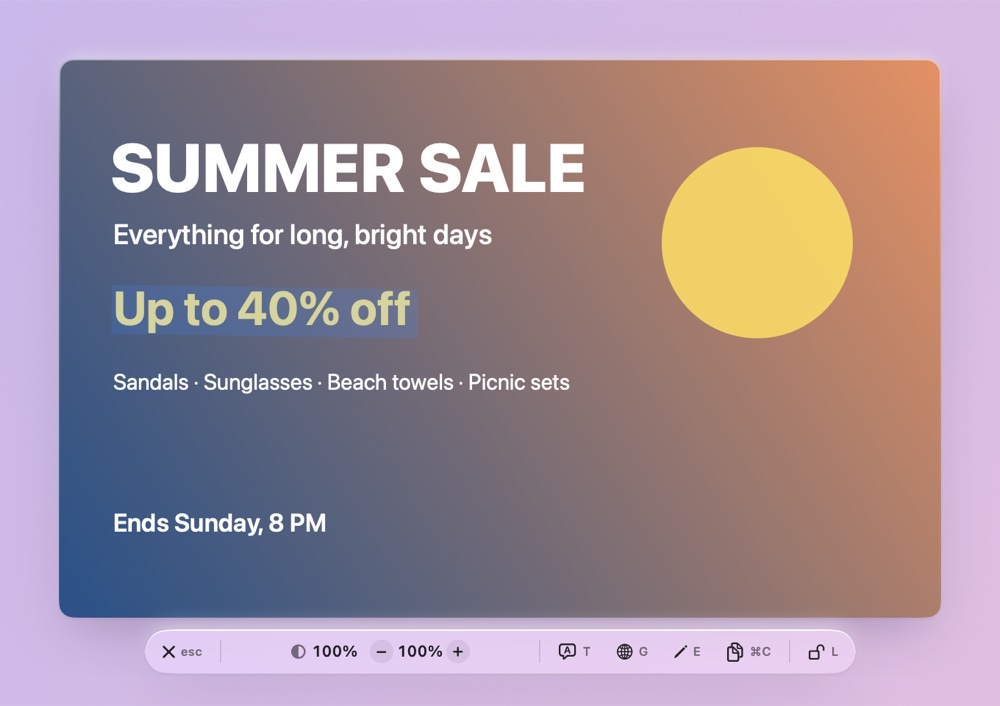 SUMMER SALE
Everything for long, bright days
Up to 40% off
Sandals · Sunglasses · Beach towels · Picnic sets
Ends Sunday, 8 PM
esc 100% − 100% + A T G E ⌘C L